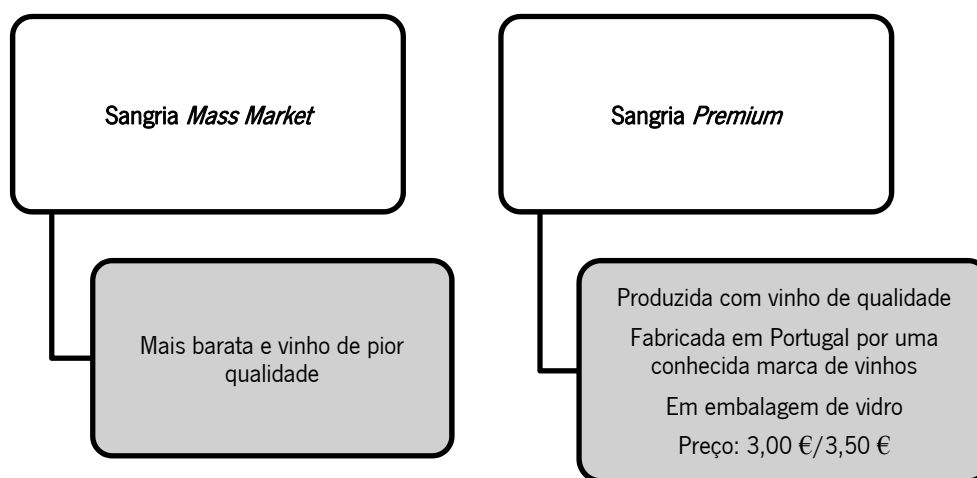 Sangria Mass Market
Mais barata e vinho de pior
qualidade
Sangria Premium
Produzida com vinho de qualidade
Fabricada em Portugal por uma
conhecida marca de vinhos
Em embalagem de vidro
Preço: 3,00 €/3,50 €